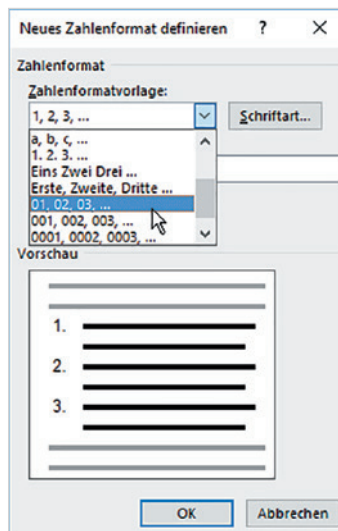 Neues Zahlenformat definieren ? ×
Zahlenformat
Zahlenformatvorlage:
1, 2, 3, ... Schriftart...
a, b, c, ...
1. 2. 3. ...
Eins Zwei Drei ...
Erste, Zweite, Dritte ...
01, 02, 03, ...
001, 002, 003, ...
0001, 0002, 0003, ...
Vorschau
1.
2.
3.
OK Abbrechen